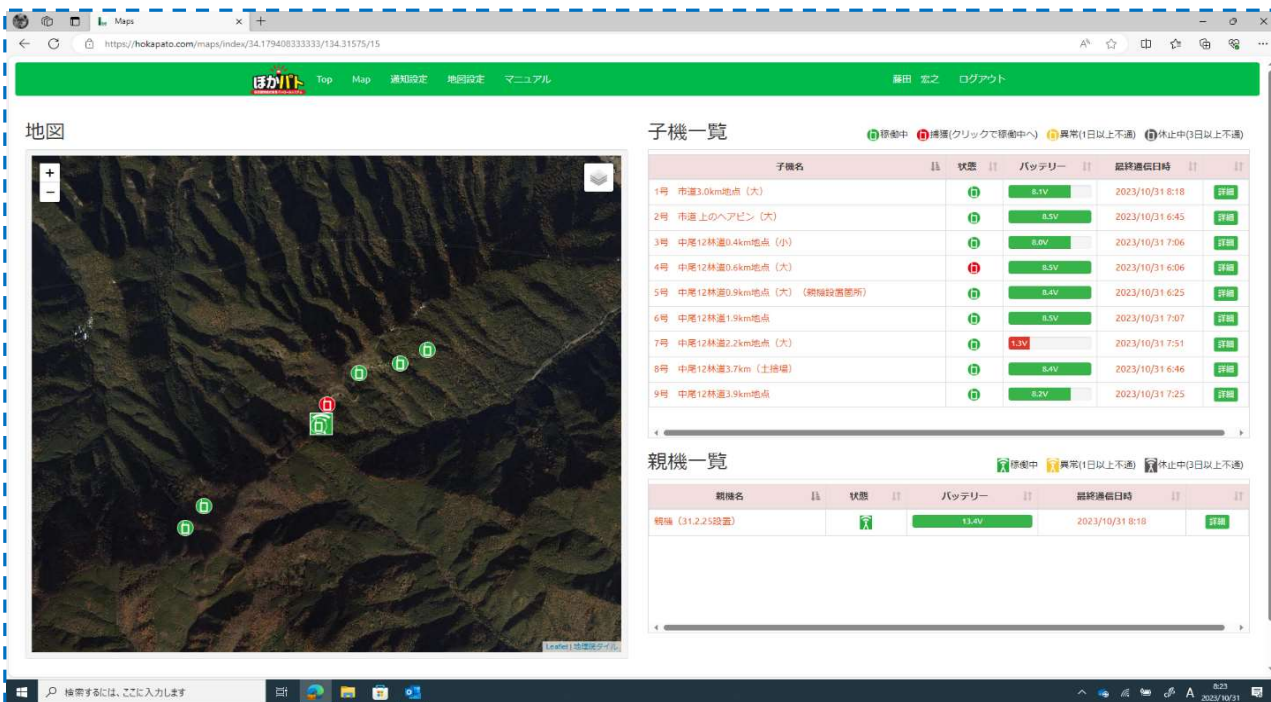 Maps
https://hokapato.com/maps/index/34.179408333333/134.31575/15
ほかパト Top Map 通知設定 地図設定 マニュアル 藤田 宏之 ログアウト
地図
+
−
Leaflet | 地理院タイル
子機一覧
稼働中 捕獲(クリックで稼働中へ) 異常(1日以上不通) 休止中(3日以上不通)
子機名 状態 バッテリー 最終通信日時
1号 市道3.0km地点（大） 8.1V 2023/10/31 8:18 詳細
2号 市道 上のヘアピン（大） 8.5V 2023/10/31 6:45 詳細
3号 中尾12林道0.4km地点（小） 8.0V 2023/10/31 7:06 詳細
4号 中尾12林道0.6km地点（大） 8.5V 2023/10/31 6:06 詳細
5号 中尾12林道0.9km地点（大）（親機設置箇所） 8.4V 2023/10/31 6:25 詳細
6号 中尾12林道1.9km地点 8.5V 2023/10/31 7:07 詳細
7号 中尾12林道2.2km地点（大） 1.3V 2023/10/31 7:51 詳細
8号 中尾12林道3.7km（土捨場） 8.4V 2023/10/31 6:46 詳細
9号 中尾12林道3.9km地点 8.2V 2023/10/31 7:25 詳細
親機一覧
稼働中 異常(1日以上不通) 休止中(3日以上不通)
親機名 状態 バッテリー 最終通信日時
親機（31.2.25設置） 13.4V 2023/10/31 8:18 詳細
検索するには、ここに入力します
A
8:23
2023/10/31